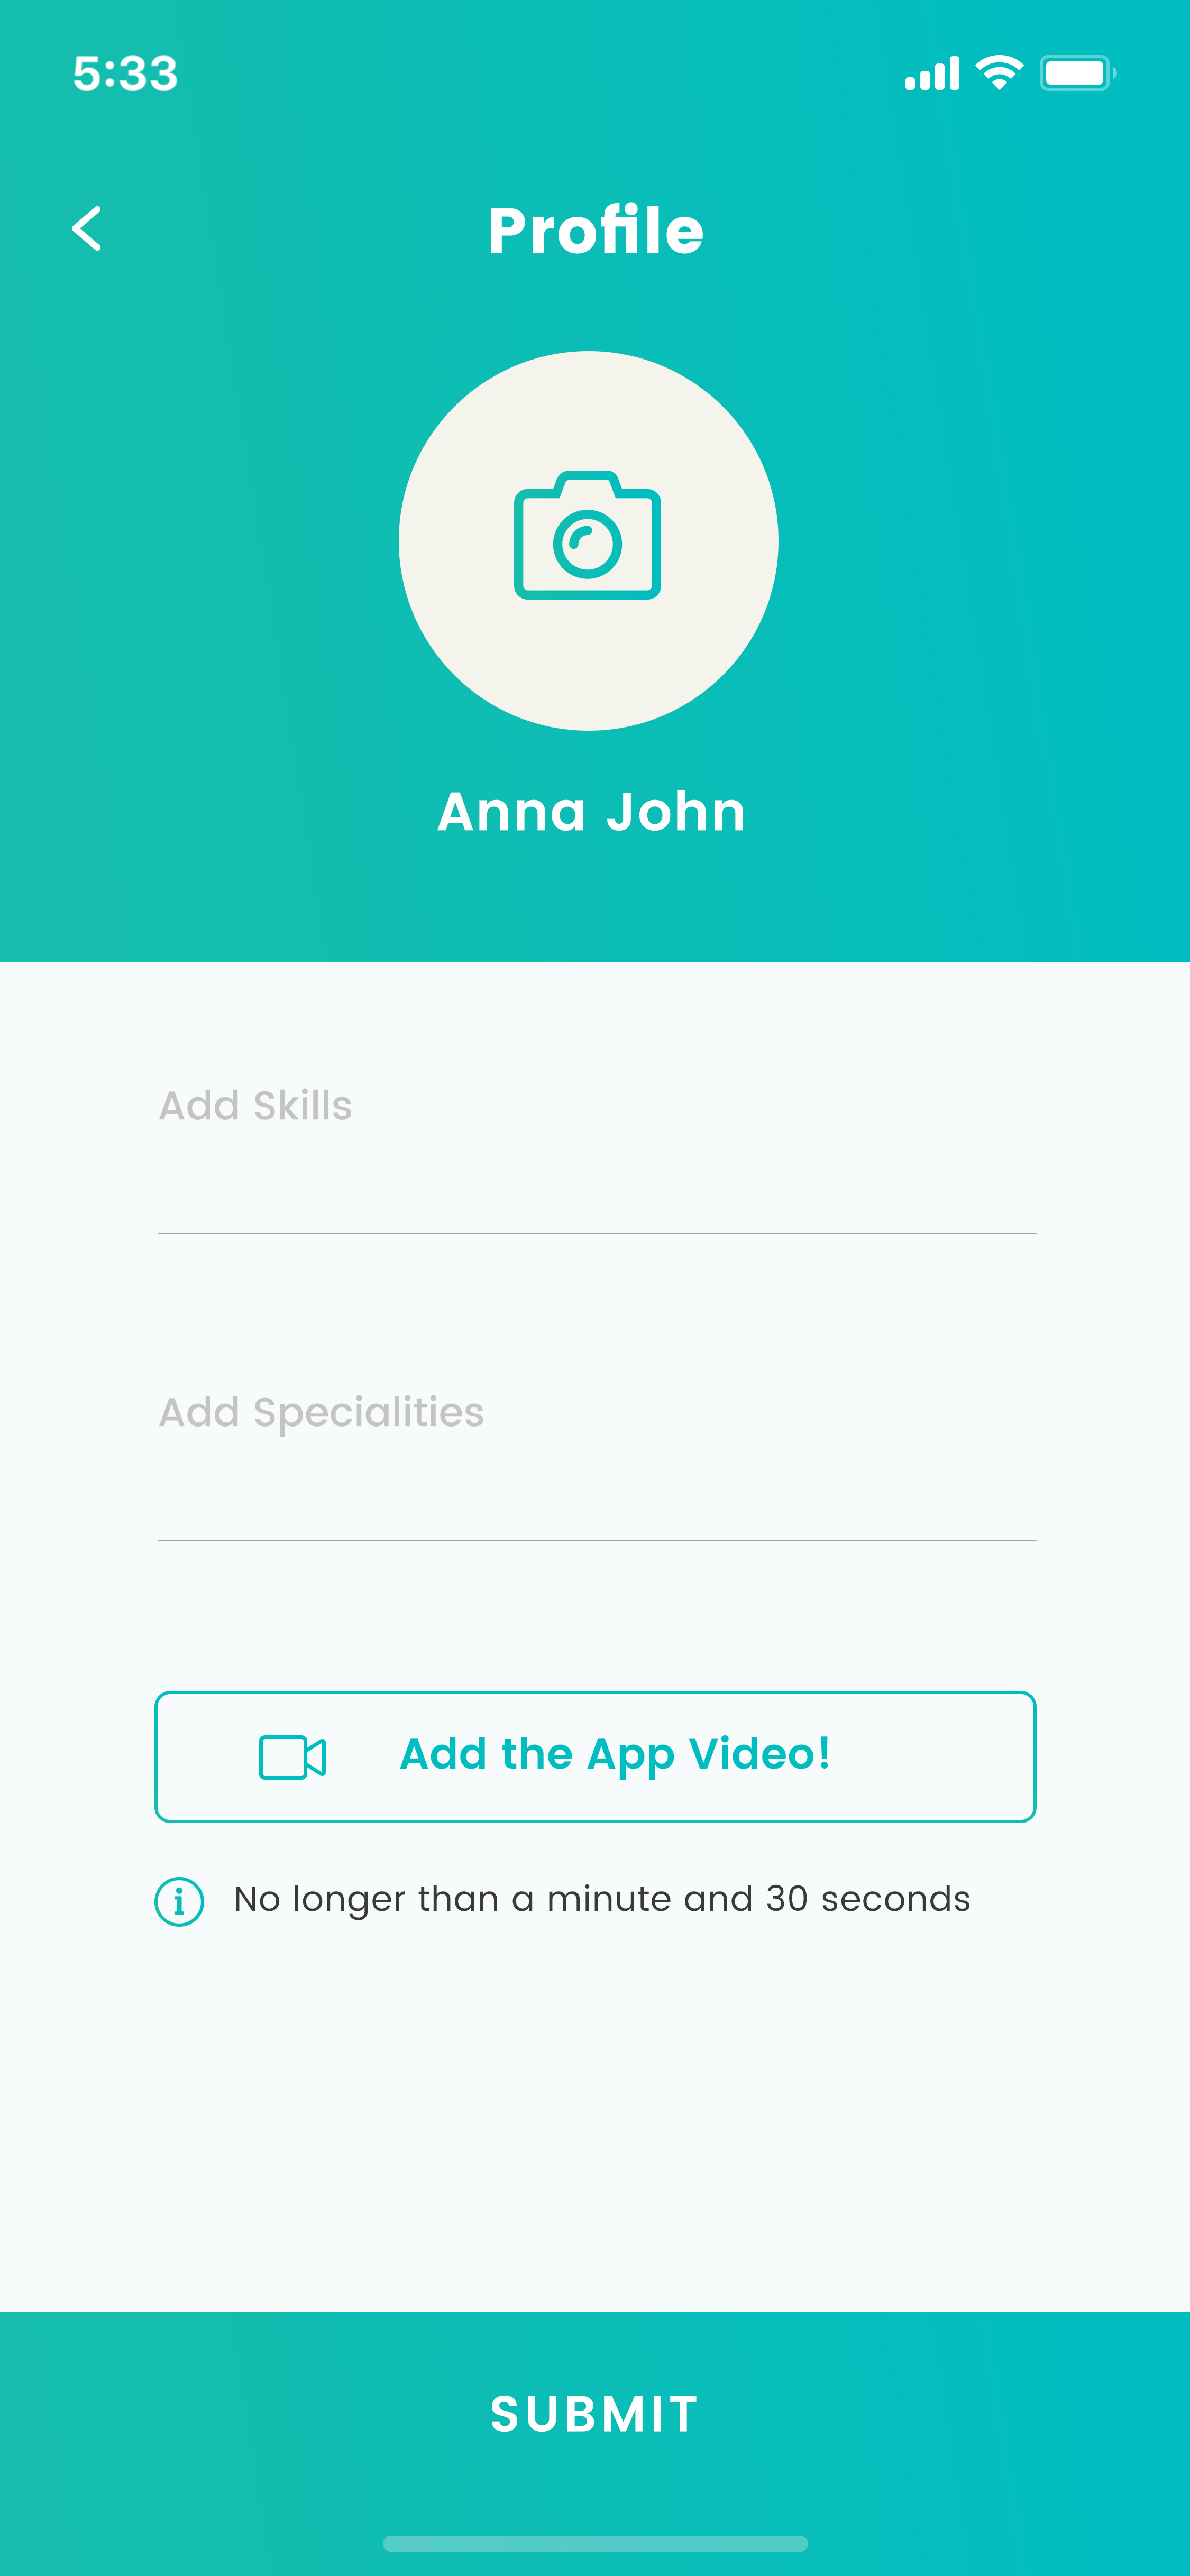 5:33
Profile
Anna John
Add Skills
Add Specialities
Add the App Video!
i No longer than a minute and 30 seconds
SUBMIT